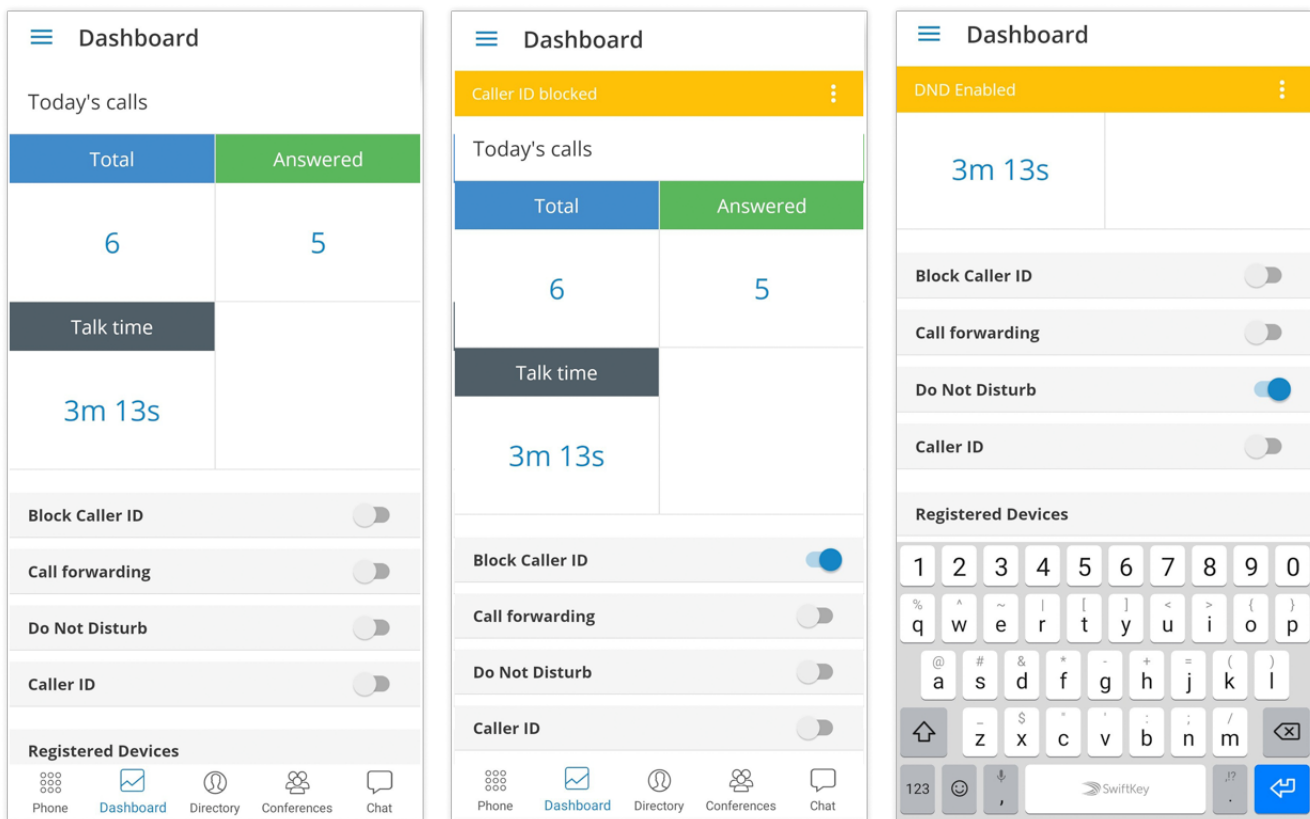 Dashboard
Today's calls
Total Answered
6 5
Talk time
3m 13s
Block Caller ID
Call forwarding
Do Not Disturb
Caller ID
Registered Devices
Phone Dashboard Directory Conferences Chat
Dashboard
Caller ID blocked
Today's calls
Total Answered
6 5
Talk time
3m 13s
Block Caller ID
Call forwarding
Do Not Disturb
Caller ID
Phone Dashboard Directory Conferences Chat
Dashboard
DND Enabled
3m 13s
Block Caller ID
Call forwarding
Do Not Disturb
Caller ID
Registered Devices
1 2 3 4 5 6 7 8 9 0
% ^ ~ | [ ] < > { }
q w e r t y u i o p
@ # & * - + = ( )
a s d f g h j k l
_ $ " ' : ; /
z x c v b n m
123 , SwiftKey ,!? .